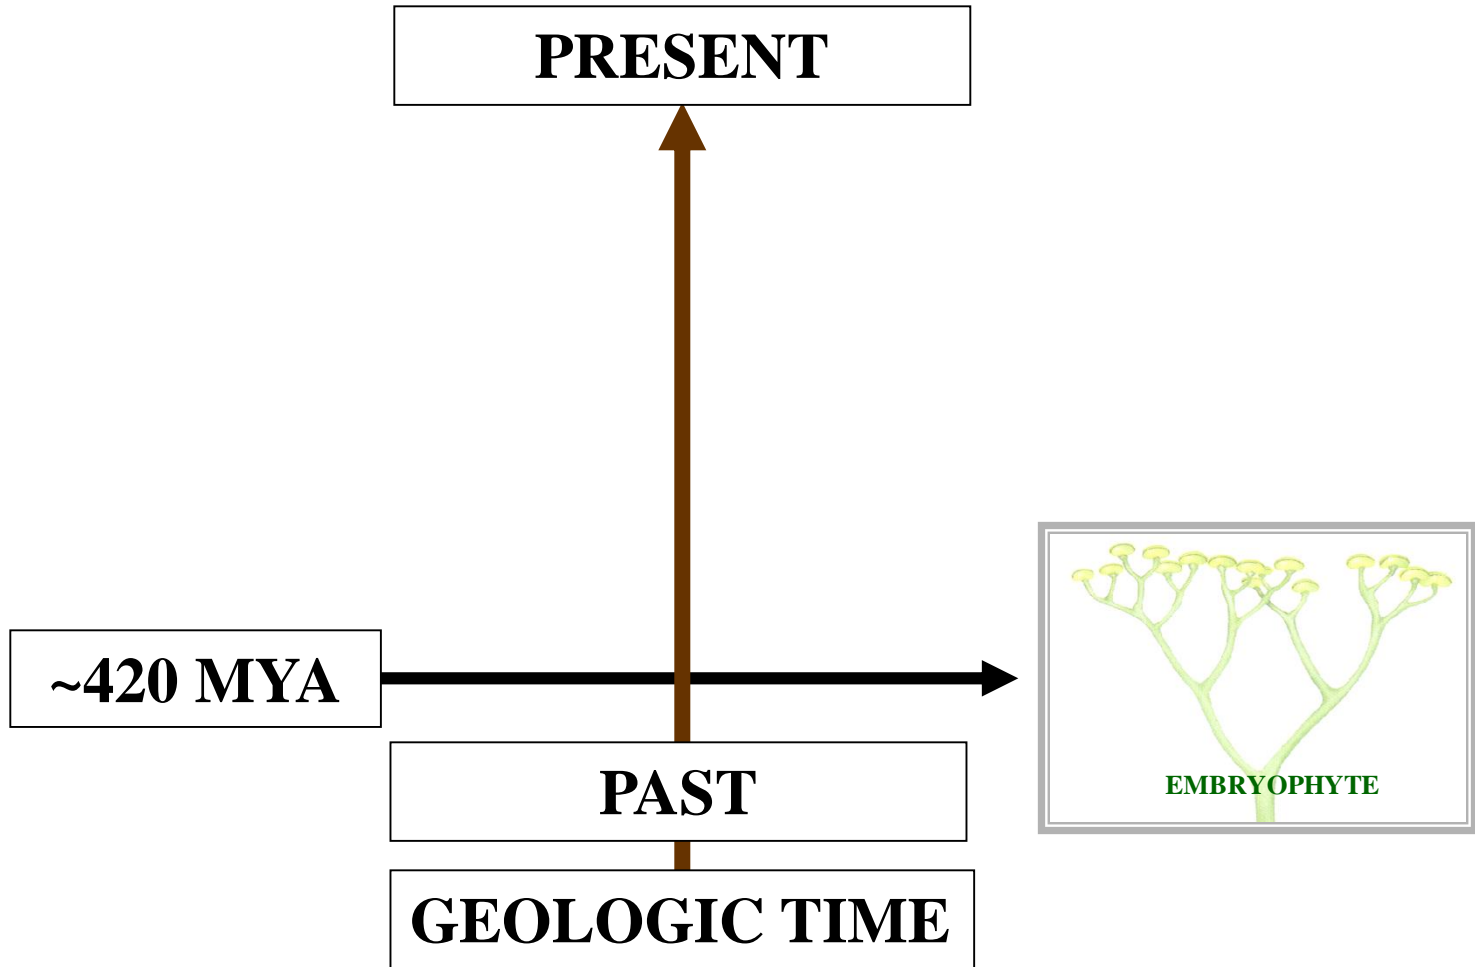 PRESENT
~420 MYA
PAST
EMBRYOPHYTE
GEOLOGIC TIME